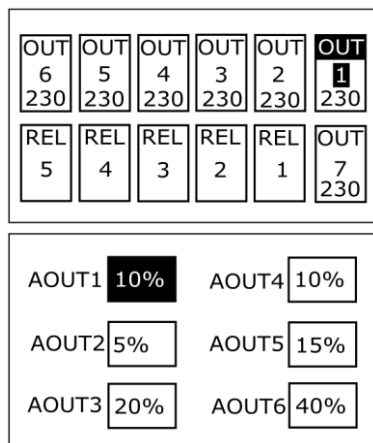 OUT OUT OUT OUT OUT OUT
6 5 4 3 2 1
230 230 230 230 230 230
REL REL REL REL REL OUT
5 4 3 2 1 7
230
AOUT1 10% AOUT4 10%
AOUT2 5% AOUT5 15%
AOUT3 20% AOUT6 40%